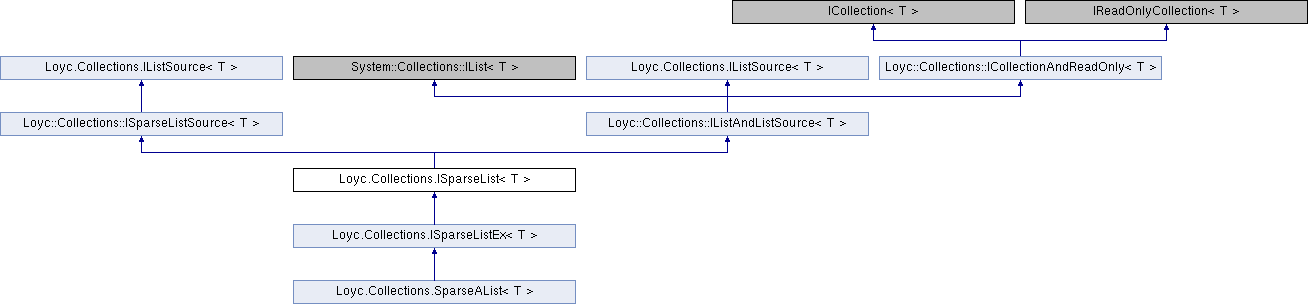 ICollection< T >
IReadOnlyCollection< T >
Loyc.Collections.IListSource< T >
System::Collections::IList< T >
Loyc.Collections.IListSource< T >
Loyc::Collections::ICollectionAndReadOnly< T >
Loyc::Collections::ISparseListSource< T >
Loyc::Collections::IListAndListSource< T >
Loyc.Collections.ISparseList< T >
Loyc.Collections.ISparseListEx< T >
Loyc.Collections.SparseAList< T >